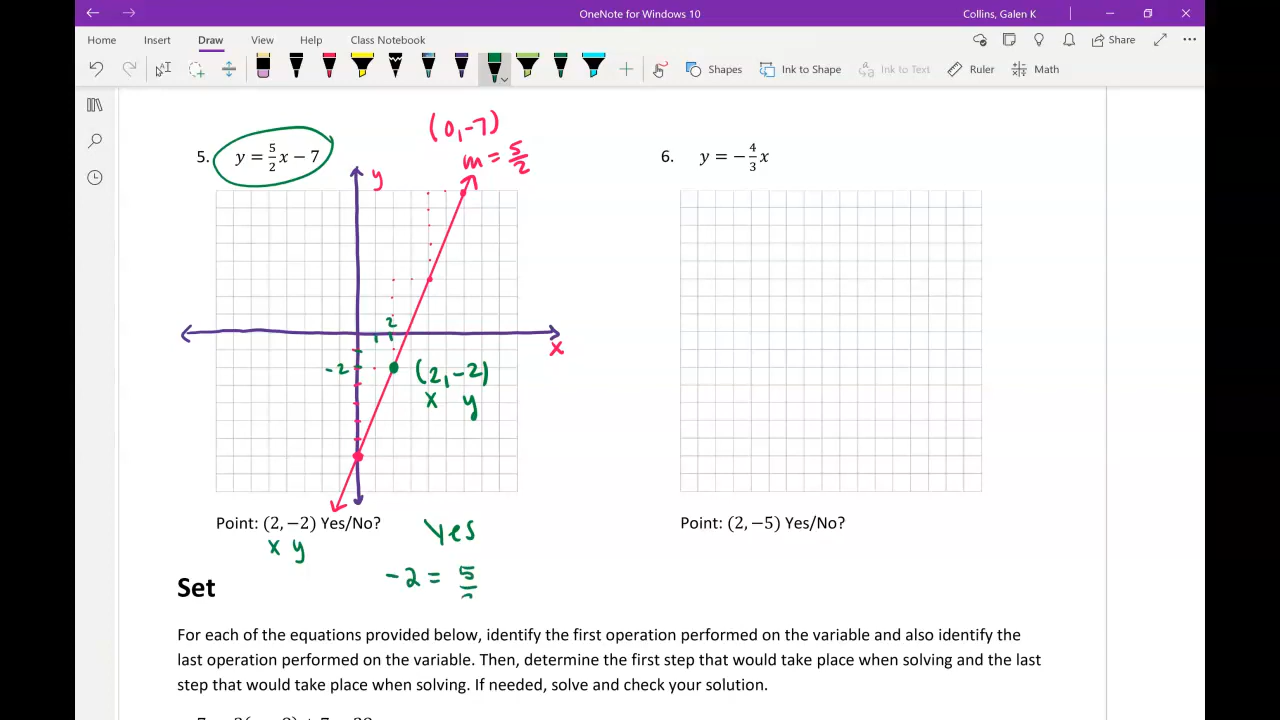 OneNote for Windows 10
Collins, Galen K
Home Insert Draw View Help Class Notebook
Share
Shapes Ink to Shape Ink to Text Ruler Math
(0,-7)
m = 5/2
5. y = 5/2 x − 7
6. y = − 4/3 x
y
2
x
-2
(2,-2)
x y
Point: (2, −2) Yes/No?
Yes
Point: (2, −5) Yes/No?
x y
-2 = 5
Set
For each of the equations provided below, identify the first operation performed on the variable and also identify the
last operation performed on the variable. Then, determine the first step that would take place when solving and the last
step that would take place when solving. If needed, solve and check your solution.